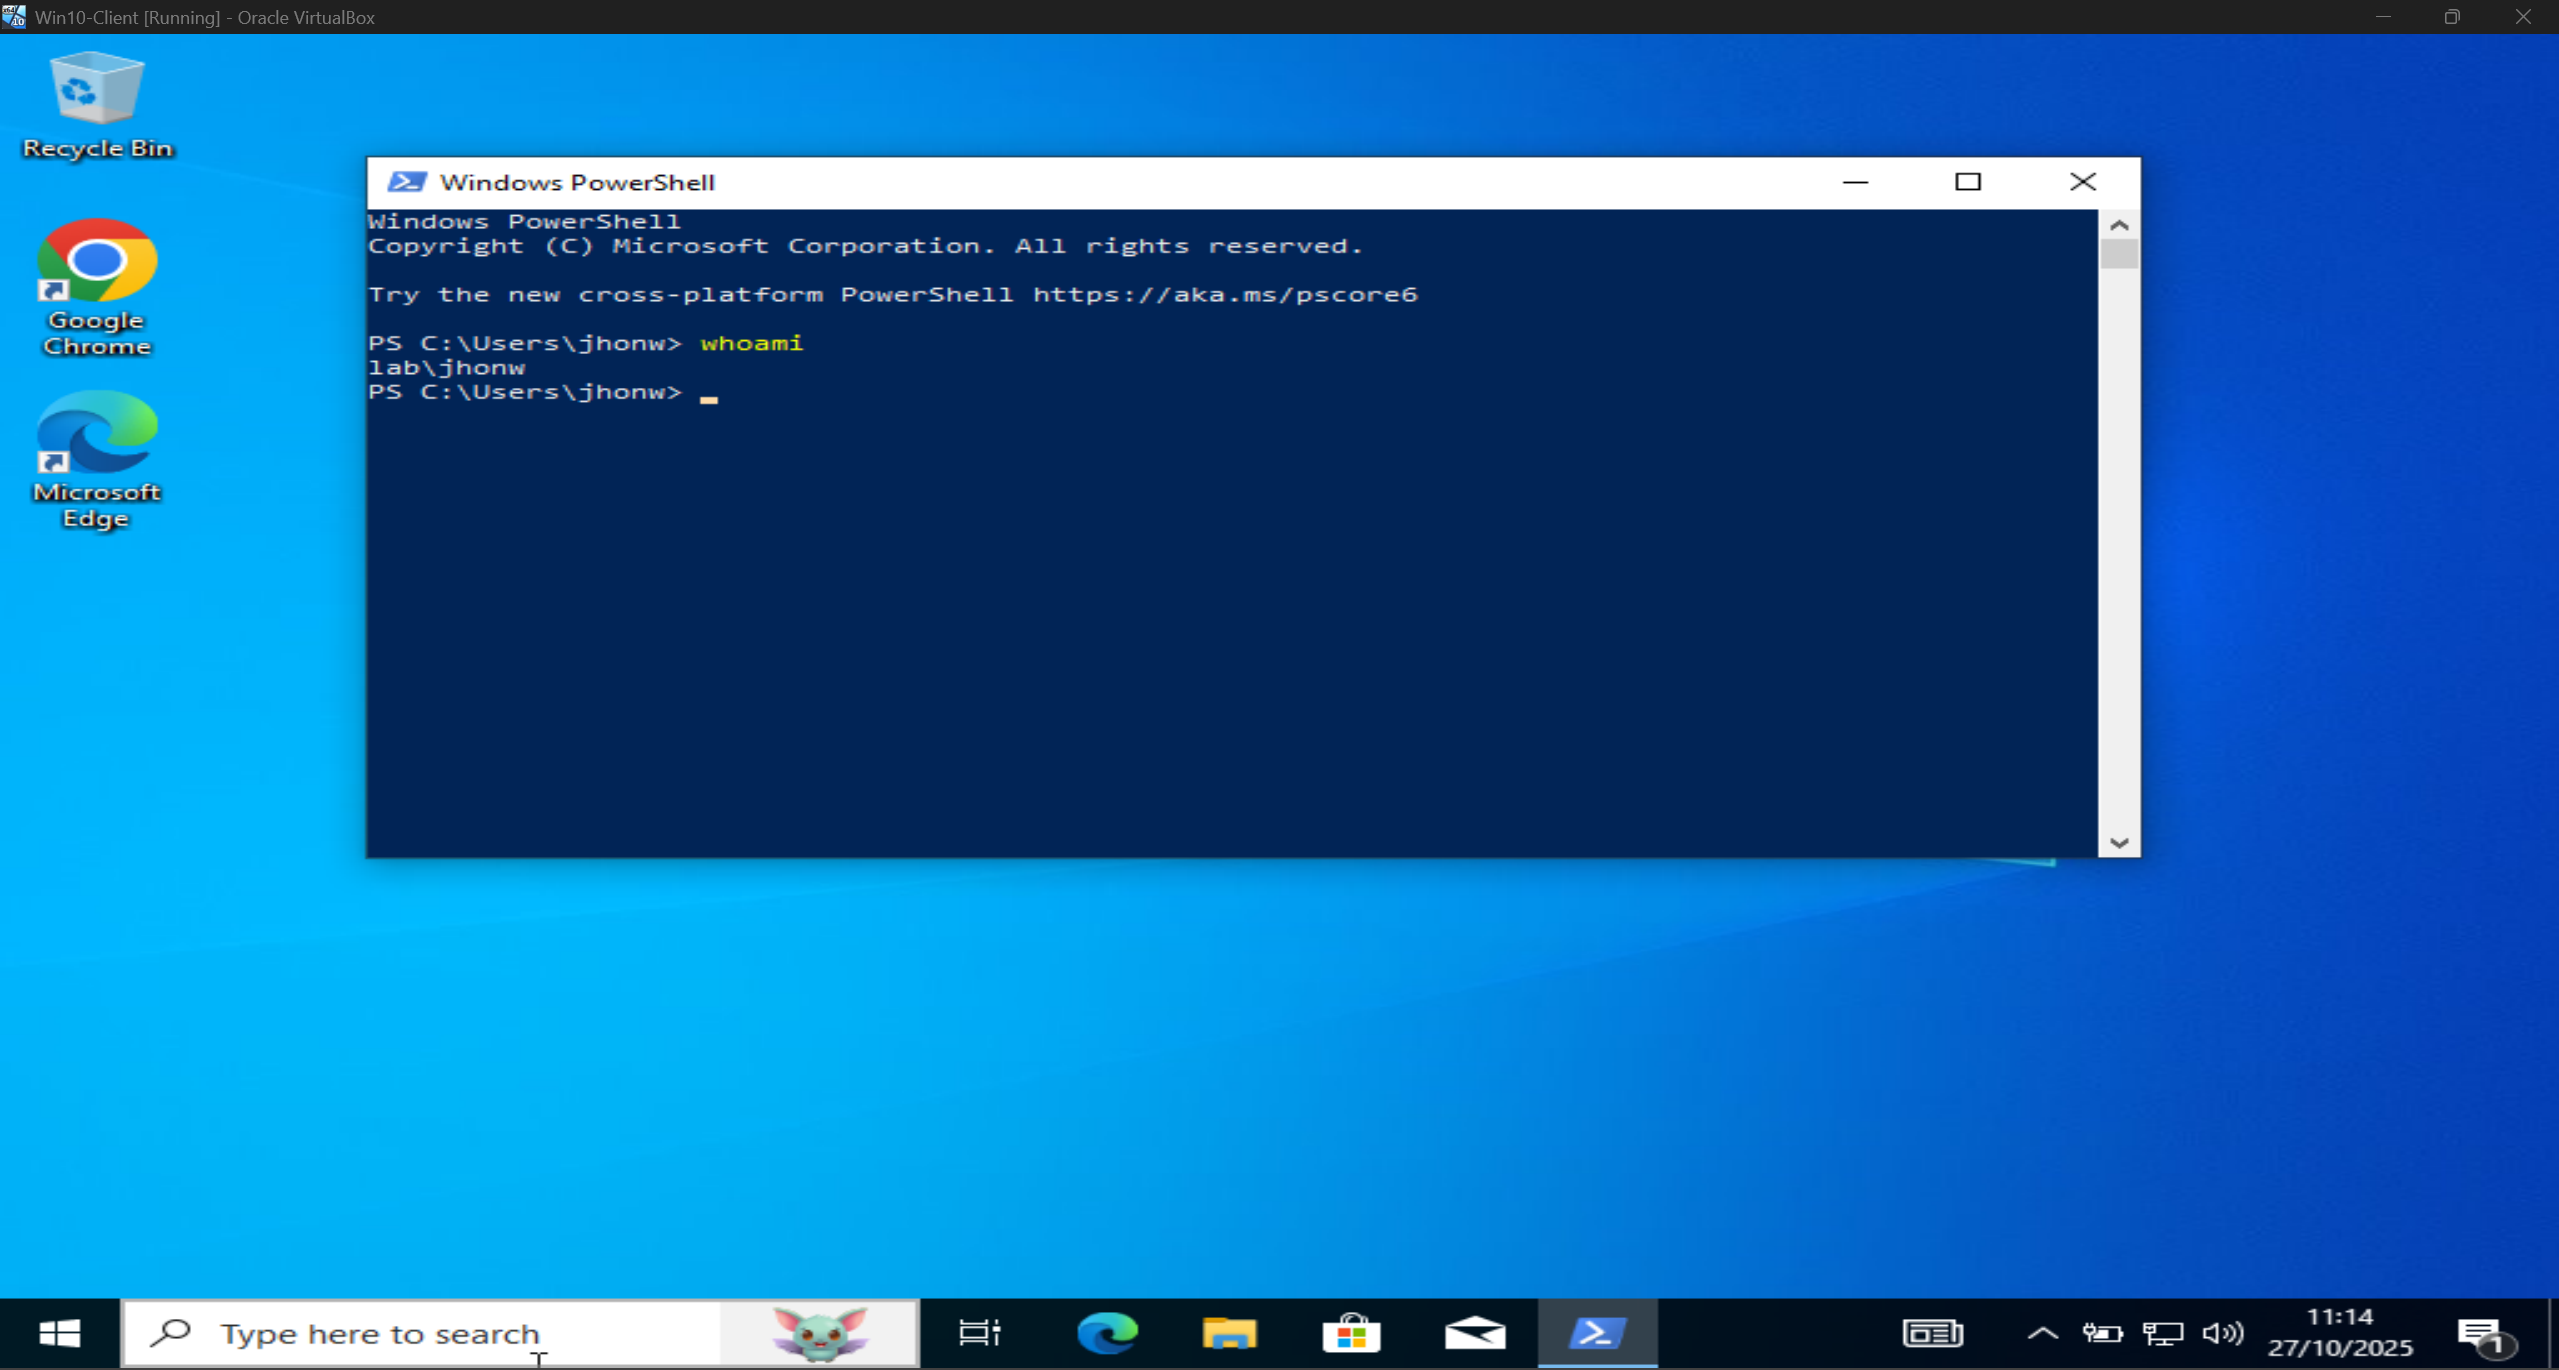 Win10-Client [Running] - Oracle VirtualBox
Recycle Bin
Google
Chrome
Microsoft
Edge
Windows PowerShell
Windows PowerShell
Copyright (C) Microsoft Corporation. All rights reserved.
Try the new cross-platform PowerShell https://aka.ms/pscore6
PS C:\Users\jhonw> whoami
lab\jhonw
PS C:\Users\jhonw>
Type here to search
11:14
27/10/2025
1